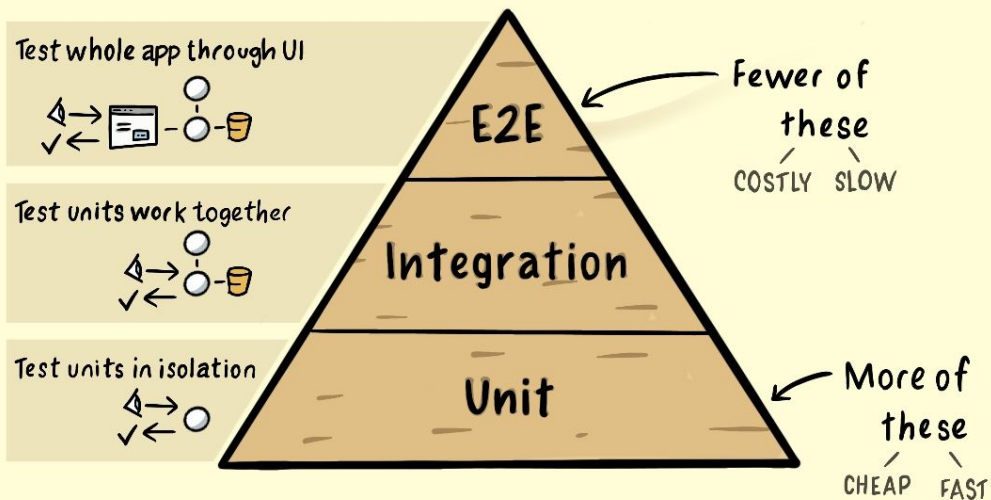 Test whole app through UI
E2E
Fewer of
these
COSTLY SLOW
Test units work together
Integration
Test units in isolation
Unit
More of
these
CHEAP FAST